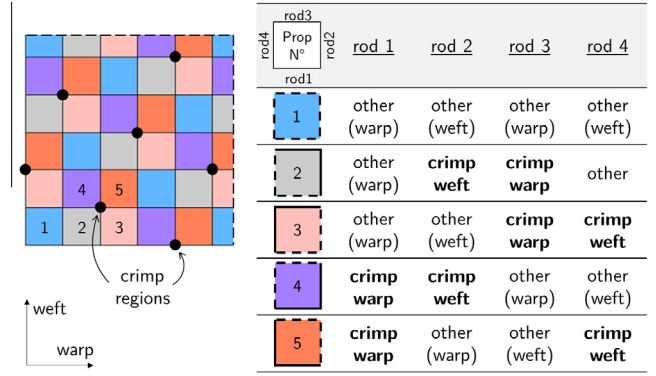 4 5
1 2 3
crimp
regions
weft
warp
rod3
rod4 Prop N° rod2
rod1
rod 1 rod 2 rod 3 rod 4
1 other (warp) other (weft) other (warp) other (weft)
2 other (warp) crimp weft crimp warp other
3 other (warp) other (weft) crimp warp crimp weft
4 crimp warp crimp weft other (warp) other (weft)
5 crimp warp other (warp) other (weft) crimp weft